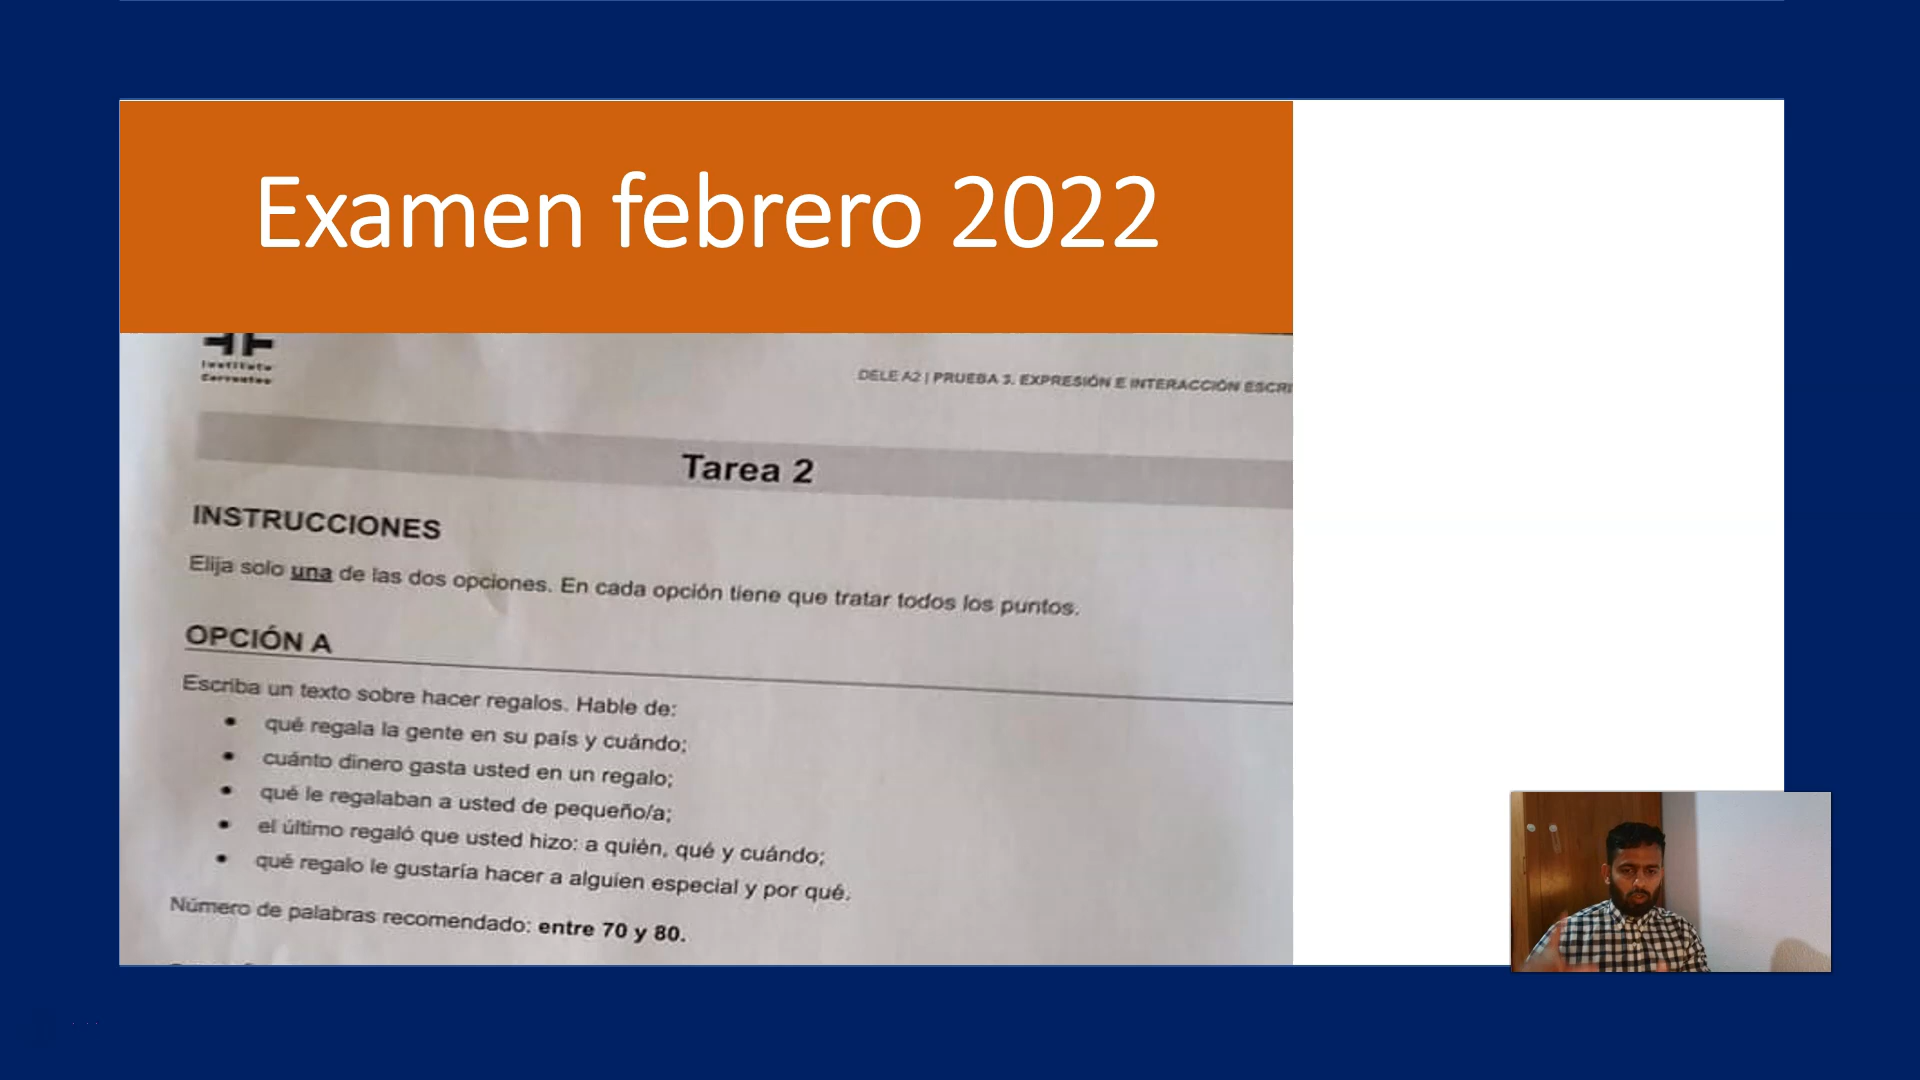 Examen febrero 2022
Instituto
Cervantes
DELE A2 | PRUEBA 3. EXPRESIÓN E INTERACCIÓN ESCRI
Tarea 2
INSTRUCCIONES
Elija solo una de las dos opciones. En cada opción tiene que tratar todos los puntos.
OPCIÓN A
Escriba un texto sobre hacer regalos. Hable de:
• qué regala la gente en su país y cuándo;
• cuánto dinero gasta usted en un regalo;
• qué le regalaban a usted de pequeño/a;
• el último regaló que usted hizo: a quién, qué y cuándo;
• qué regalo le gustaría hacer a alguien especial y por qué.
Número de palabras recomendado: entre 70 y 80.